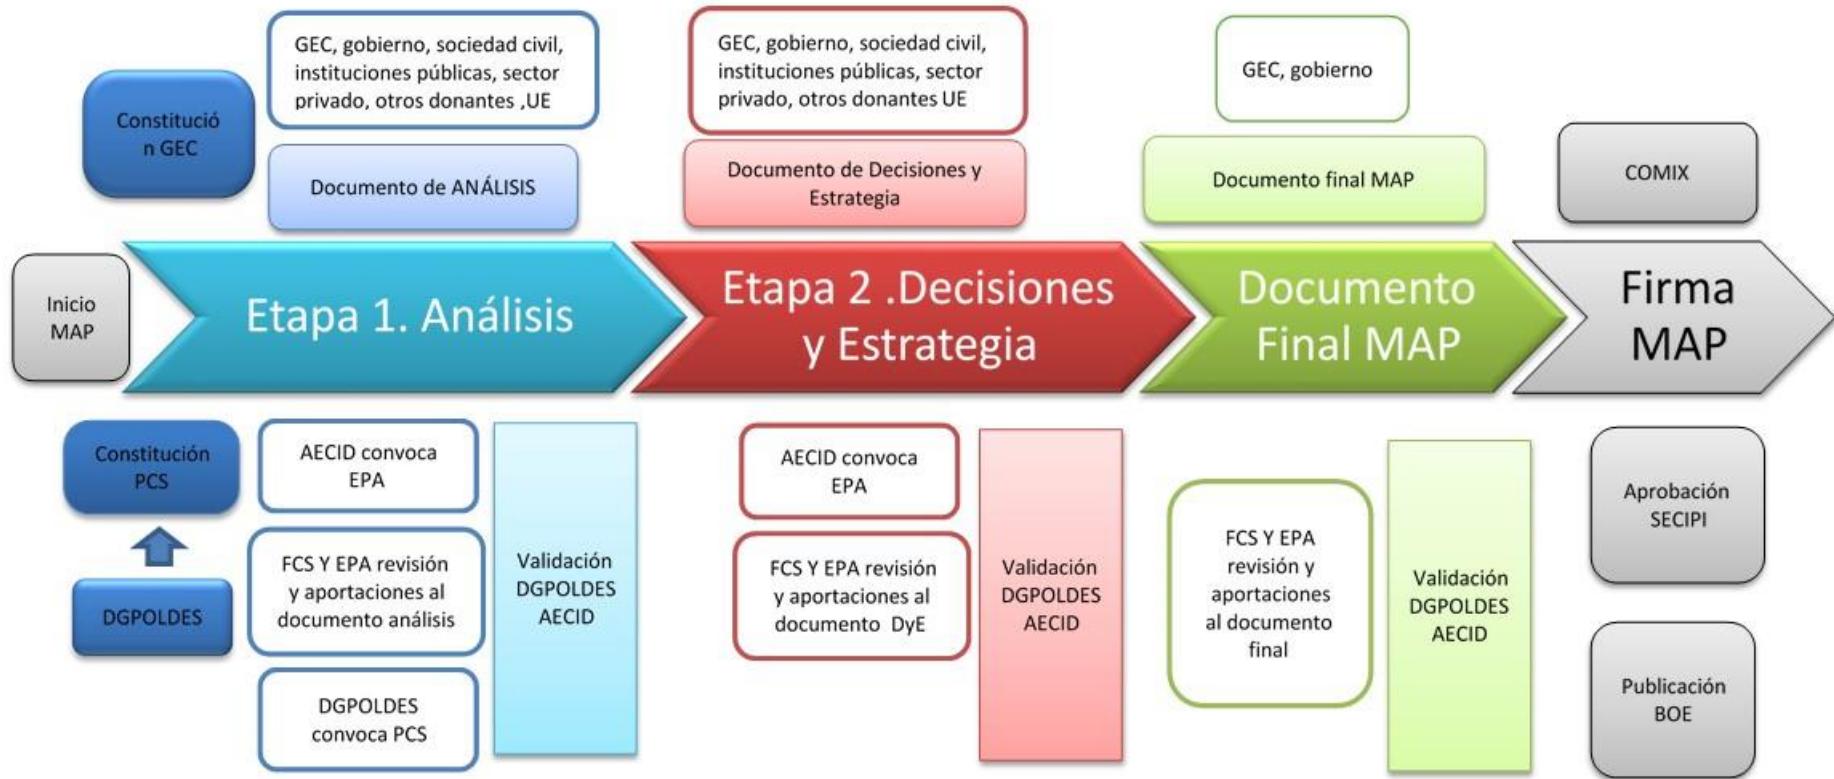 GEC, gobierno, sociedad civil,
instituciones públicas, sector
privado, otros donantes ,UE
GEC, gobierno, sociedad civil,
instituciones públicas, sector
privado, otros donantes UE
GEC, gobierno
Constitució
n GEC
Documento de ANÁLISIS
Documento de Decisiones y
Estrategia
Documento final MAP
COMIX
Inicio
MAP
Etapa 1. Análisis
Etapa 2 .Decisiones
y Estrategia
Documento
Final MAP
Firma
MAP
Constitución
PCS
DGPOLDES
AECID convoca
EPA
FCS Y EPA revisión
y aportaciones al
documento análisis
DGPOLDES
convoca PCS
Validación
DGPOLDES
AECID
AECID convoca
EPA
FCS Y EPA revisión
y aportaciones al
documento DyE
Validación
DGPOLDES
AECID
FCS Y EPA
revisión y
aportaciones
al documento
final
Validación
DGPOLDES
AECID
Aprobación
SECIPI
Publicación
BOE